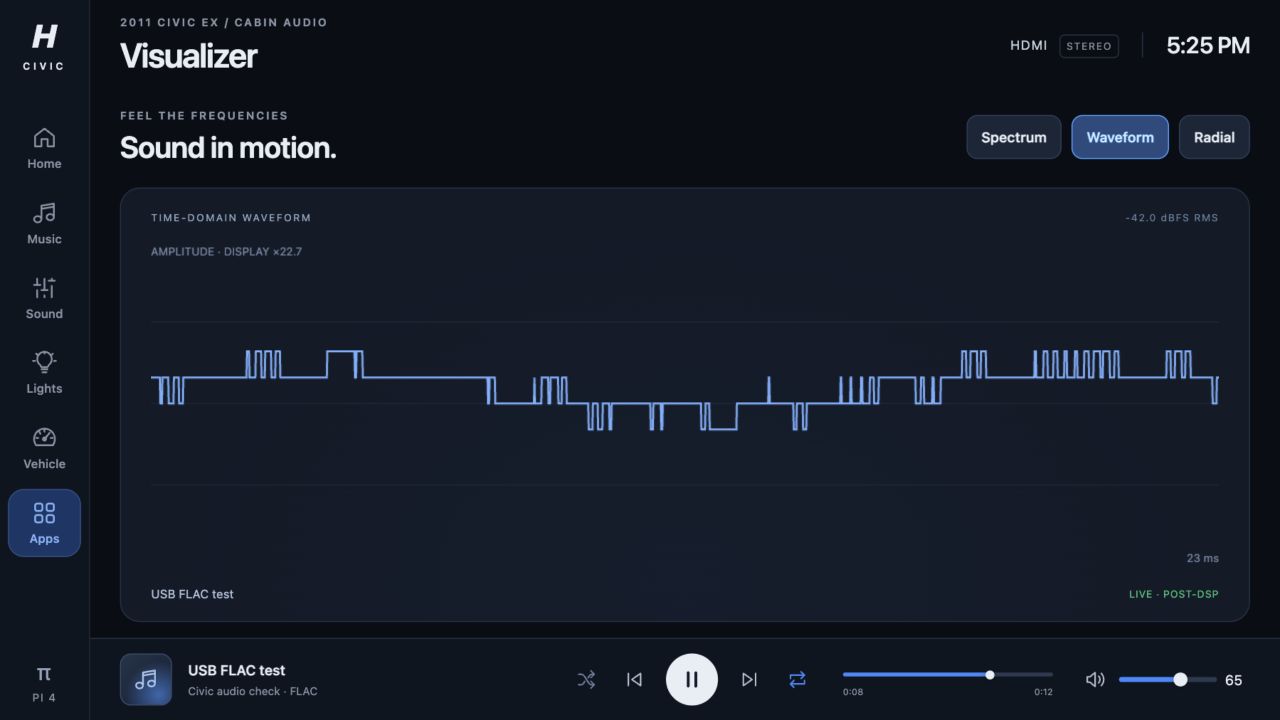 H
CIVIC
Home
Music
Sound
Lights
Vehicle
Apps
π
PI 4
2011 CIVIC EX / CABIN AUDIO
Visualizer
HDMI
STEREO
5:25 PM
FEEL THE FREQUENCIES
Sound in motion.
Spectrum
Waveform
Radial
TIME-DOMAIN WAVEFORM
-42.0 dBFS RMS
AMPLITUDE · DISPLAY ×22.7
23 ms
USB FLAC test
LIVE · POST-DSP
USB FLAC test
Civic audio check · FLAC
0:08
0:12
65